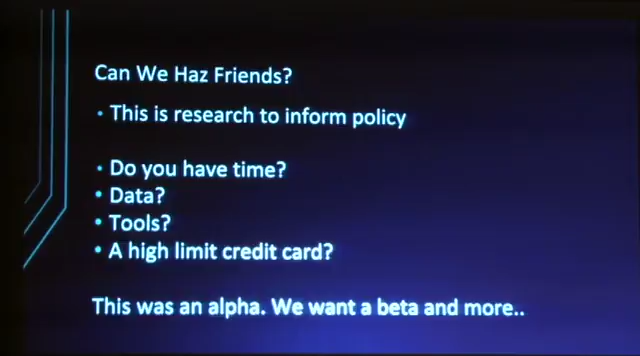 Can We Haz Friends?
• This is research to inform policy
• Do you have time?
• Data?
• Tools?
• A high limit credit card?
This was an alpha. We want a beta and more..